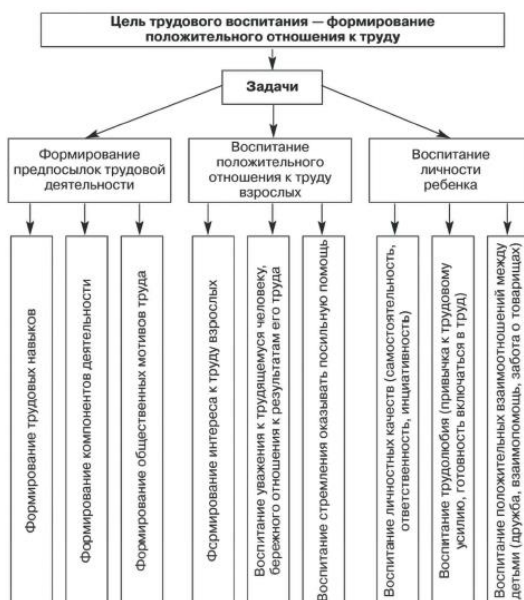 Цель трудового воспитания — формирование
положительного отношения к труду
Задачи
Формирование
предпосылок трудовой
деятельности
Воспитание
положительного
отношения к труду
взрослых
Воспитание
личности
ребенка
Формирование трудовых навыков
Формирование компонентов деятельности
Формирование общественных мотивов труда
Формирование интереса к труду взрослых
Воспитание уважения к трудящемуся человеку,
бережного отношения к результатам его труда
Воспитание стремления оказывать посильную помощь
Воспитание личностных качеств (самостоятельность,
ответственность, инициативность)
Воспитание трудолюбия (привычка к трудовому
усилию, готовность включаться в труд)
Воспитание положительных взаимоотношений между
детьми (дружба, взаимопомощь, забота о товарищах)